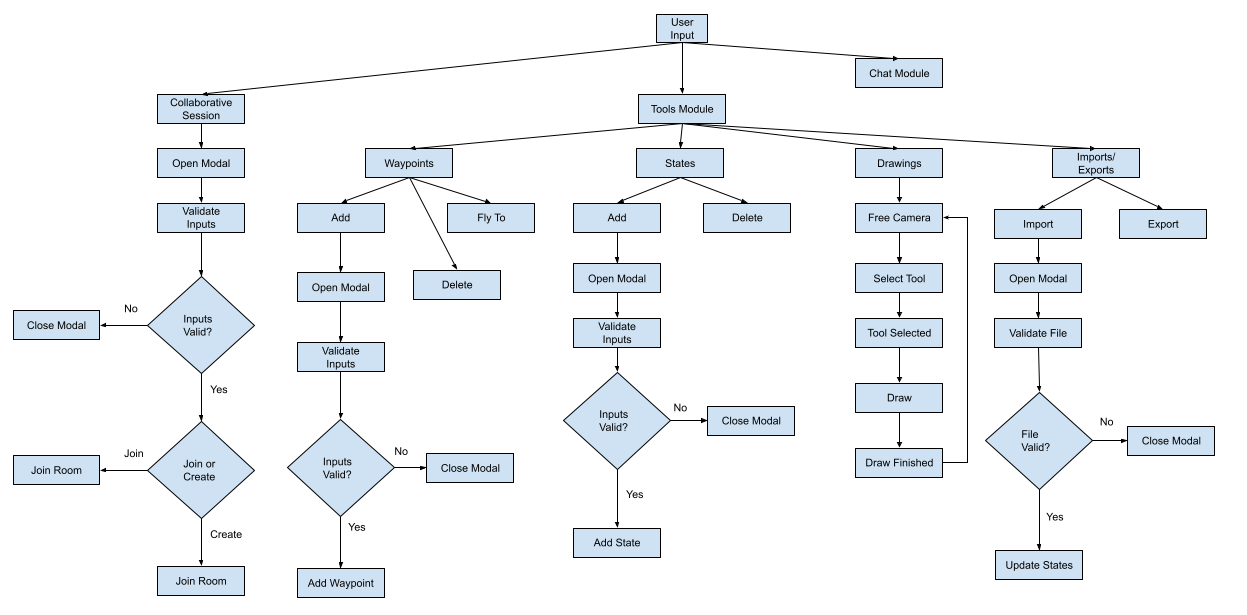 User
Input
Chat Module
Collaborative
Session
Tools Module
Open Modal
Waypoints
States
Drawings
Imports/
Exports
Validate
Inputs
Add
Fly To
Add
Delete
Free Camera
Import
Export
Delete
Open Modal
Open Modal
Select Tool
Open Modal
No
Close Modal
Inputs
Valid?
Validate
Inputs
Validate
Inputs
Tool Selected
Validate File
Yes
Draw
Inputs
Valid?
No
Close Modal
File
Valid?
No
Close Modal
Join
Join Room
Join or
Create
Inputs
Valid?
No
Close Modal
Draw Finished
Yes
Create
Yes
Yes
Add State
Update States
Join Room
Add Waypoint